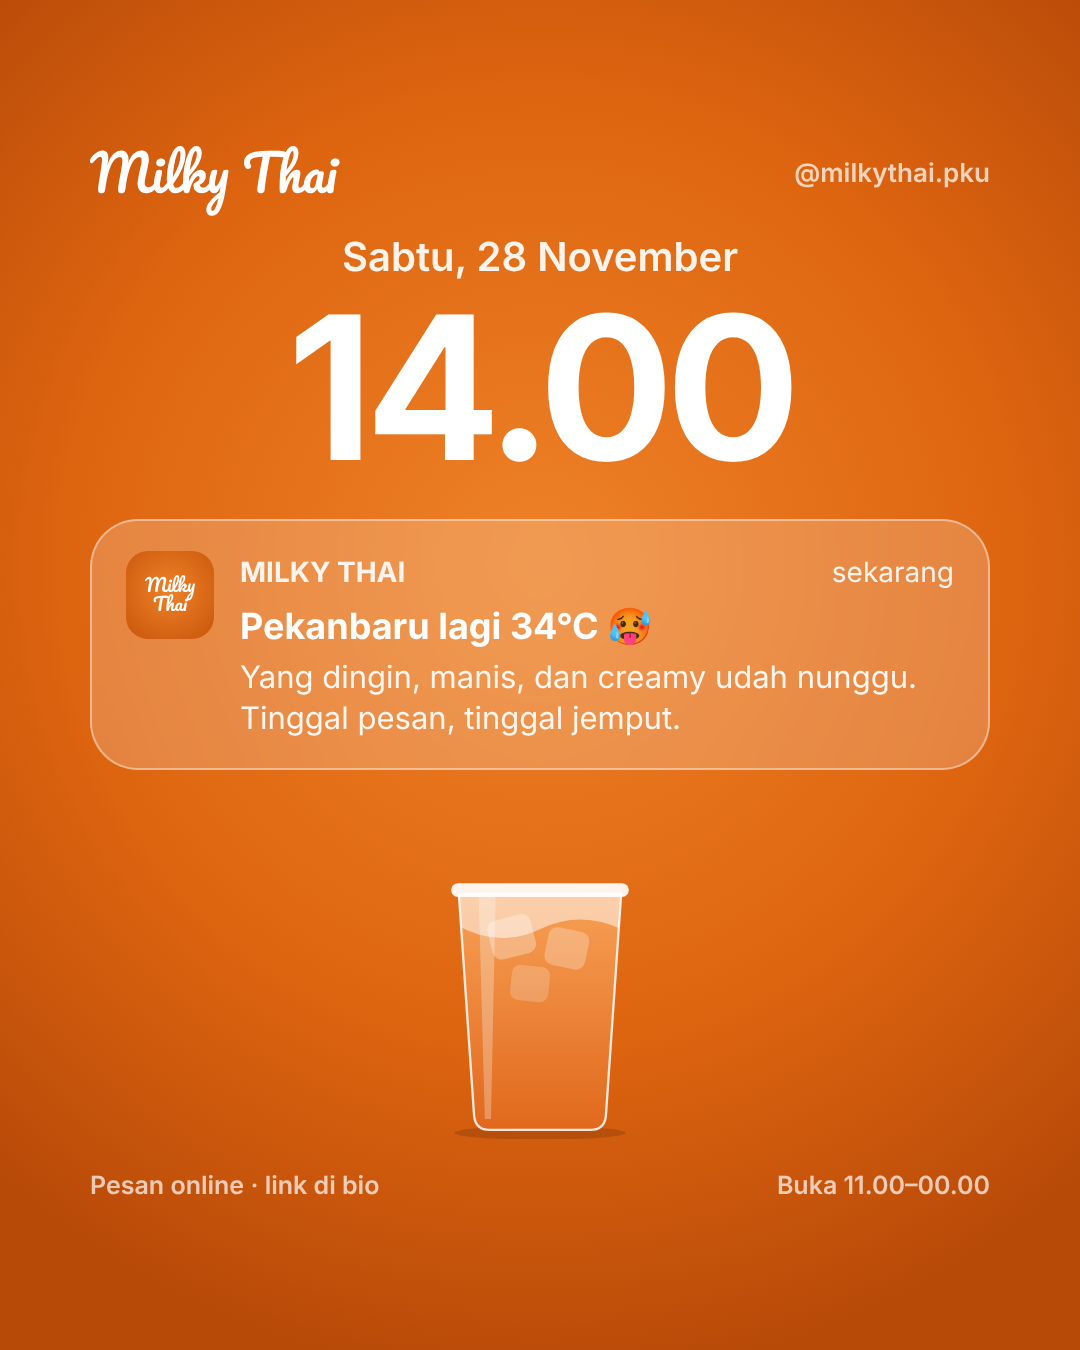 Milky Thai
@milkythai.pku
Sabtu, 28 November
14.00
Milky
Thai
MILKY THAI
sekarang
Pekanbaru lagi 34°C 🥵
Yang dingin, manis, dan creamy udah nunggu.
Tinggal pesan, tinggal jemput.
Pesan online · link di bio
Buka 11.00–00.00